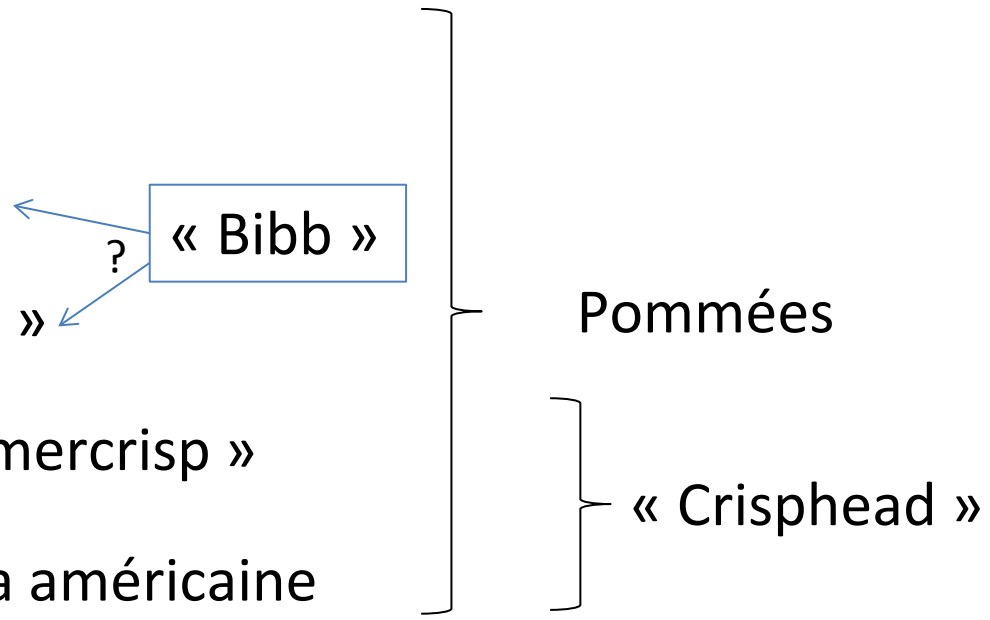 « Bibb »
?
»
Pommées
mercrisp »
« Crisphead »
a américaine